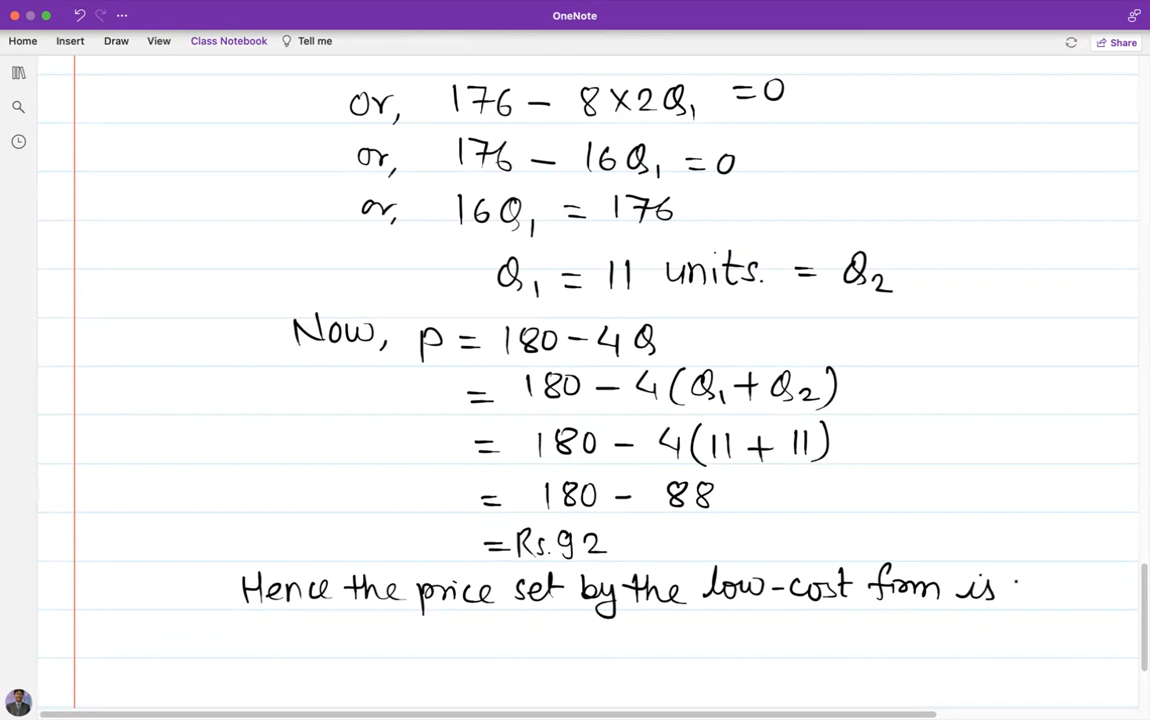 OneNote
Home Insert Draw View Class Notebook Tell me Share
or, 176 - 8×2Q₁ = 0
or, 176 - 16Q₁ = 0
or, 16Q₁ = 176
Q₁ = 11 units. = Q₂
Now, p = 180 - 4Q
= 180 - 4(Q₁ + Q₂)
= 180 - 4(11 + 11)
= 180 - 88
= Rs. 92
Hence the price set by the low-cost firm is